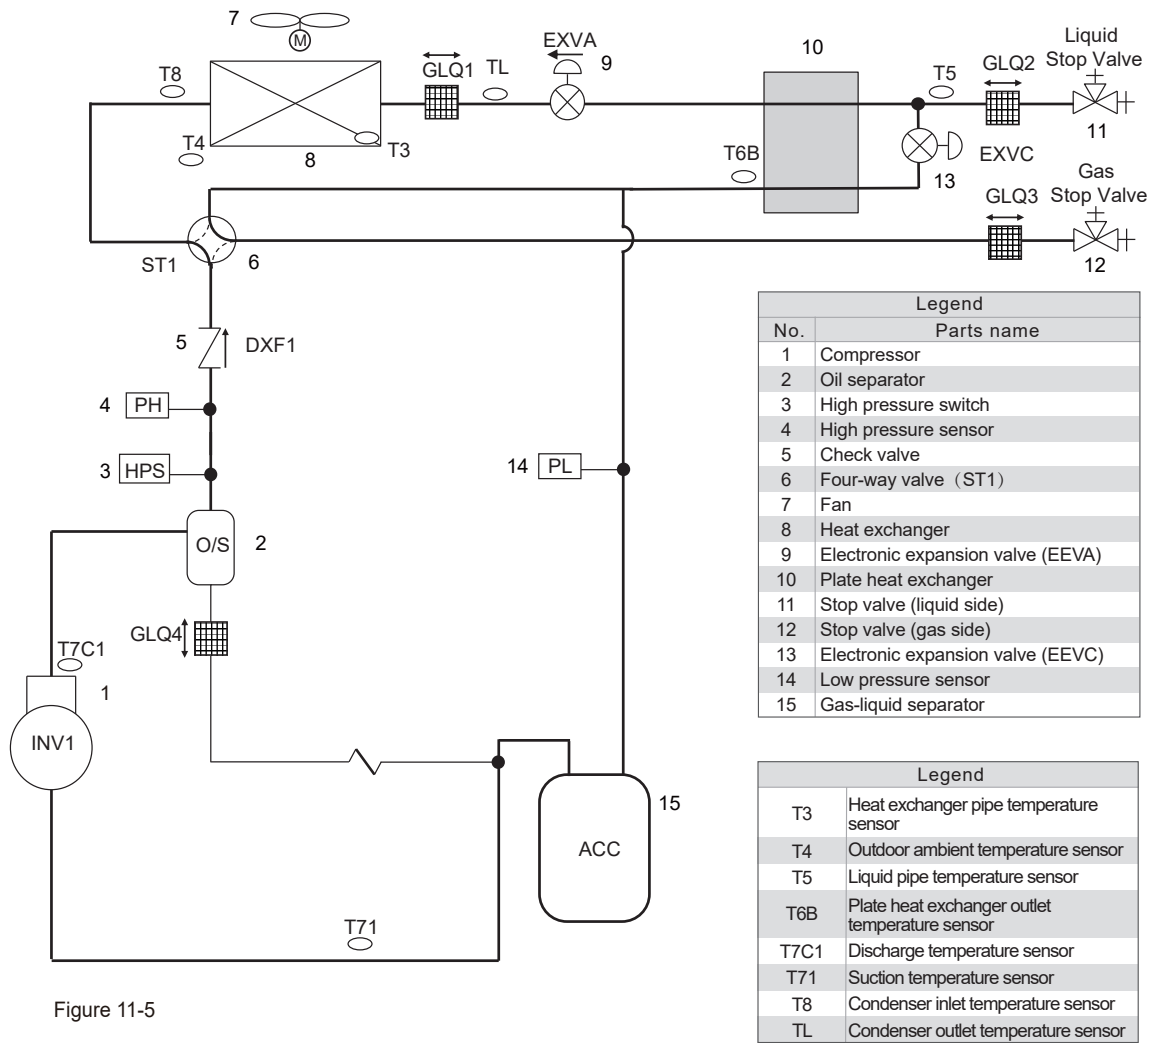 7
M
EXVA
9
10
Liquid
Stop Valve
T8
GLQ1
TL
T5
GLQ2
T4
8
T3
T6B
EXVC
13
11
GLQ3
Gas
Stop Valve
ST1
6
12
5
DXF1
4
PH
3
HPS
14
PL
O/S
2
GLQ4
T7C1
1
INV1
15
ACC
T71
Figure 11-5
Legend
No. Parts name
1 Compressor
2 Oil separator
3 High pressure switch
4 High pressure sensor
5 Check valve
6 Four-way valve（ST1）
7 Fan
8 Heat exchanger
9 Electronic expansion valve (EEVA)
10 Plate heat exchanger
11 Stop valve (liquid side)
12 Stop valve (gas side)
13 Electronic expansion valve (EEVC)
14 Low pressure sensor
15 Gas-liquid separator
Legend
T3 Heat exchanger pipe temperature
sensor
T4 Outdoor ambient temperature sensor
T5 Liquid pipe temperature sensor
T6B Plate heat exchanger outlet
temperature sensor
T7C1 Discharge temperature sensor
T71 Suction temperature sensor
T8 Condenser inlet temperature sensor
TL Condenser outlet temperature sensor